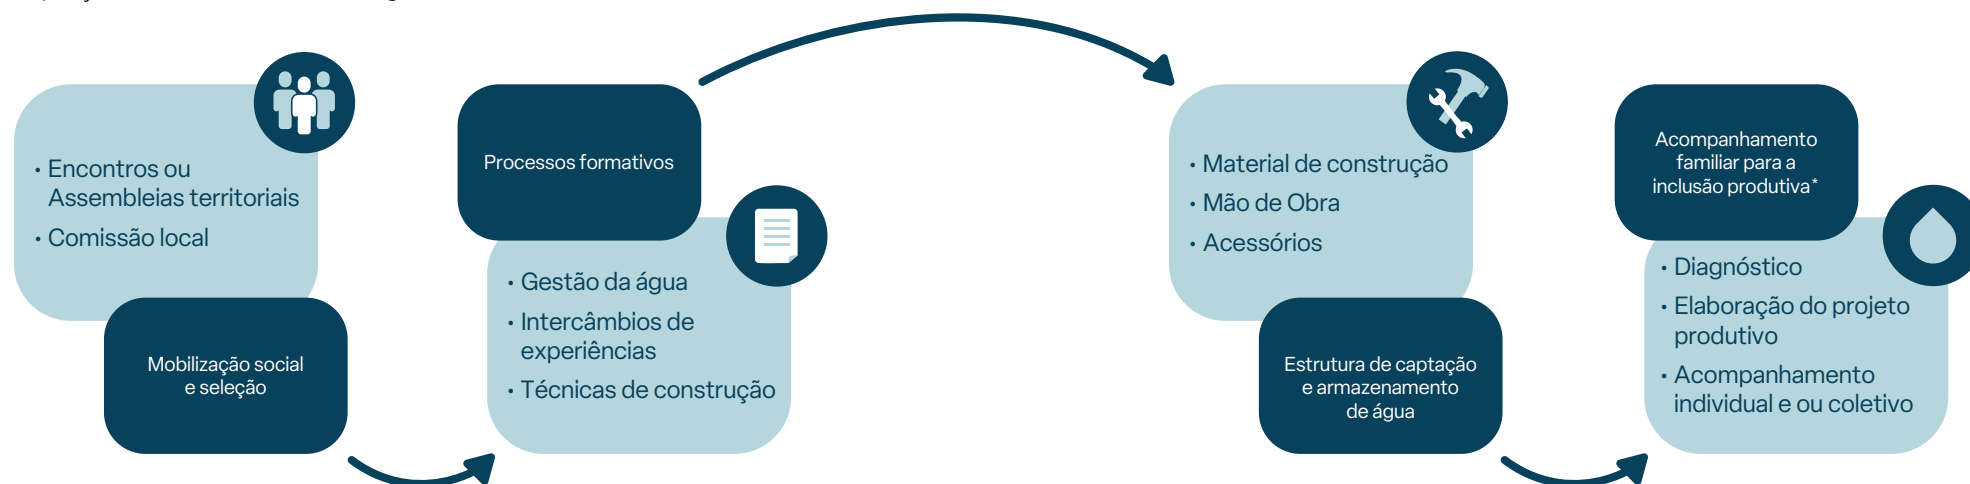 • Encontros ou
Assembleias territoriais
• Comissão local
Mobilização social
e seleção
Processos formativos
• Gestão da água
• Intercâmbios de
experiências
• Técnicas de construção
• Material de construção
• Mão de Obra
• Acessórios
Estrutura de captação
e armazenamento
de água
Acompanhamento
familiar para a
inclusão produtiva*
• Diagnóstico
• Elaboração do projeto
produtivo
• Acompanhamento
individual e ou coletivo